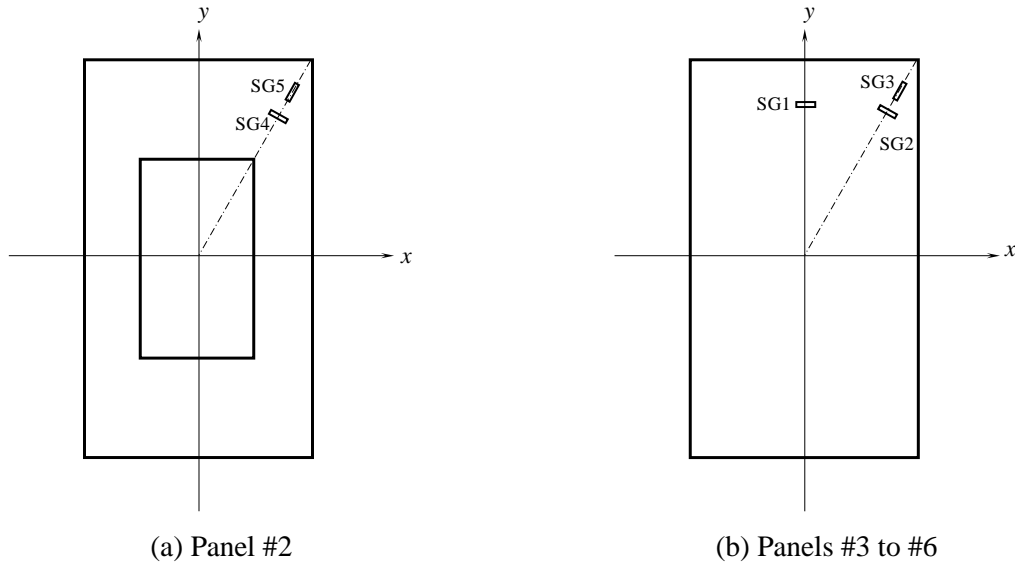 y
SG5
SG4
x
(a) Panel #2
y
SG3
SG1
SG2
x
(b) Panels #3 to #6